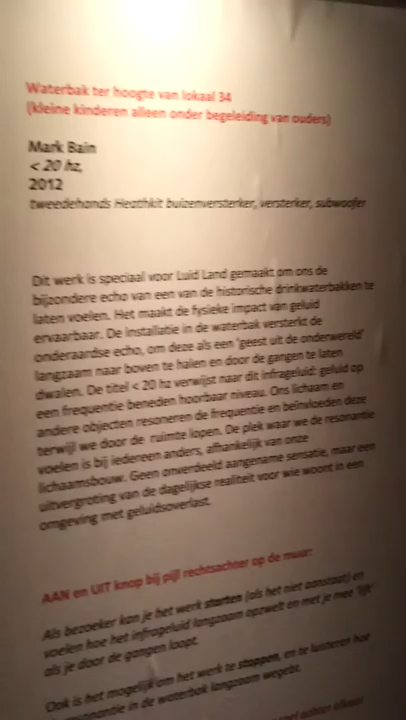 Waterbak ter hoogte van lokaal 34
(kleine kinderen alleen onder begeleiding van ouders)
Mark Bain
< 20 hz,
2012
tweedehands Heathkit buizenversterker, versterker, subwoofer
Dit werk is speciaal voor Luid Land gemaakt om ons de
bijzondere echo van een van de historische drinkwaterbakken te
laten voelen. Het maakt de fysieke impact van geluid
ervaarbaar. De installatie in de waterbak versterkt de
onderaardse echo, om deze als een 'geest uit de onderwereld'
langzaam naar boven te halen en door de gangen te laten
dwalen. De titel < 20 hz verwijst naar dit infrageluid: geluid op
een frequentie beneden hoorbaar niveau. Ons lichaam en
andere objecten resoneren de frequentie en beïnvloeden deze
terwijl we door de ruimte lopen. De plek waar we de resonantie
voelen is bij iedereen anders, afhankelijk van onze
lichaamsbouw. Geen onverdeeld aangename sensatie, maar een
uitvergroting van de dagelijkse realiteit voor wie woont in een
omgeving met geluidsoverlast.
AAN en UIT knop bij pijl rechtsachter op de muur:
Als bezoeker kan je het werk starten (als het niet aanstaat) en
voelen hoe het infrageluid langzaam opzwelt en met je mee 'lijt'
als je door de gangen loopt.
Ook is het mogelijk om het werk te stoppen, en te luisteren hoe
resonantie in de waterbak langzaam wegebt.